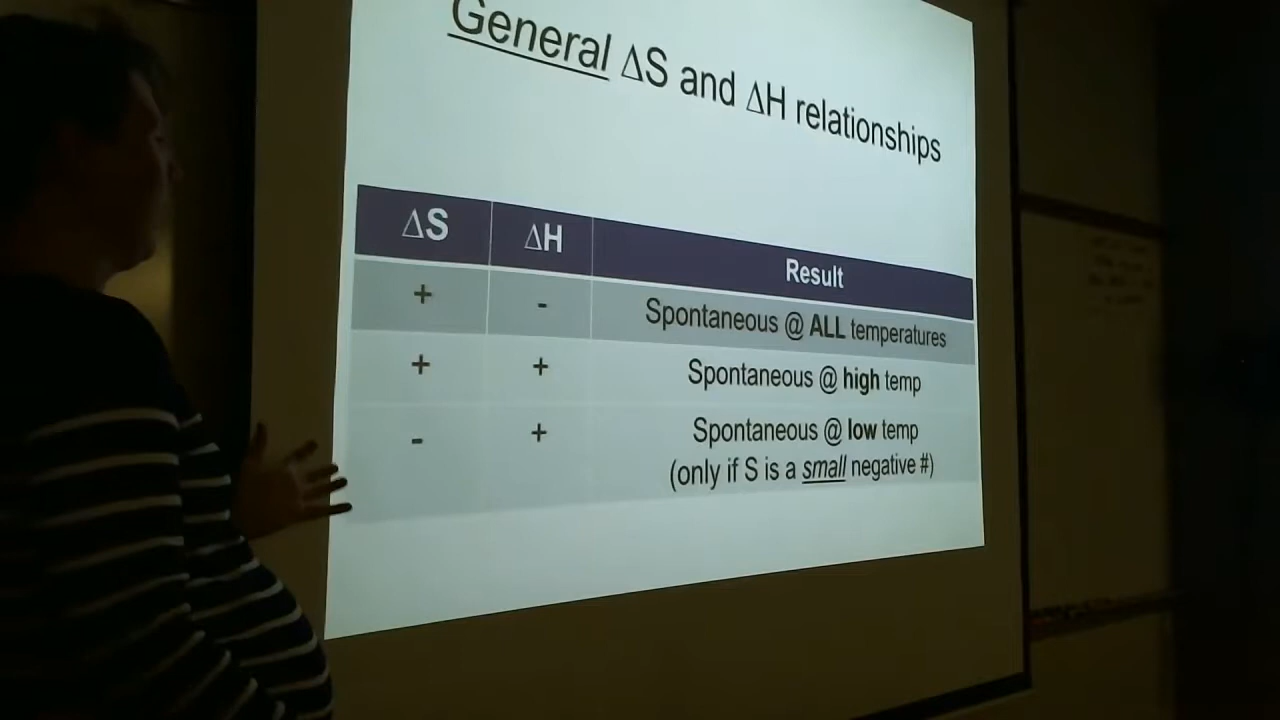 General ΔS and ΔH relationships
ΔS ΔH Result
+ - Spontaneous @ ALL temperatures
+ + Spontaneous @ high temp
- + Spontaneous @ low temp
(only if S is a small negative #)